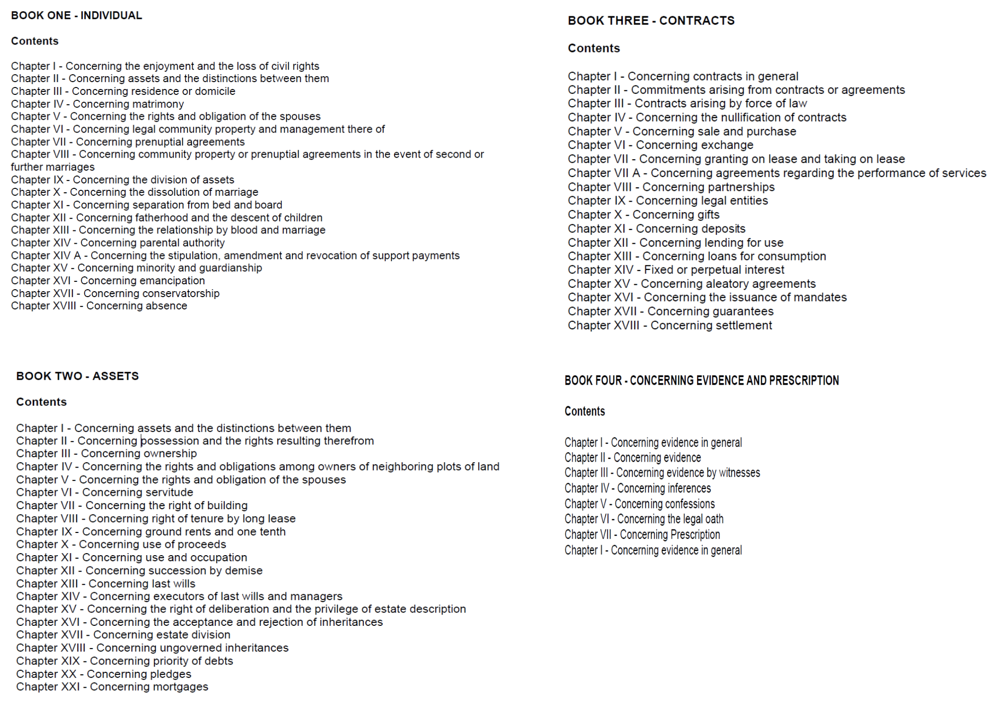 BOOK ONE - INDIVIDUAL
Contents
Chapter I - Concerning the enjoyment and the loss of civil rights
Chapter II - Concerning assets and the distinctions between them
Chapter III - Concerning residence or domicile
Chapter IV - Concerning matrimony
Chapter V - Concerning the rights and obligation of the spouses
Chapter VI - Concerning legal community property and management there of
Chapter VII - Concerning prenuptial agreements
Chapter VIII - Concerning community property or prenuptial agreements in the event of second or
further marriages
Chapter IX - Concerning the division of assets
Chapter X - Concerning the dissolution of marriage
Chapter XI - Concerning separation from bed and board
Chapter XII - Concerning fatherhood and the descent of children
Chapter XIII - Concerning the relationship by blood and marriage
Chapter XIV - Concerning parental authority
Chapter XIV A - Concerning the stipulation, amendment and revocation of support payments
Chapter XV - Concerning minority and guardianship
Chapter XVI - Concerning emancipation
Chapter XVII - Concerning conservatorship
Chapter XVIII - Concerning absence
BOOK TWO - ASSETS
Contents
Chapter I - Concerning assets and the distinctions between them
Chapter II - Concerning possession and the rights resulting therefrom
Chapter III - Concerning ownership
Chapter IV - Concerning the rights and obligations among owners of neighboring plots of land
Chapter V - Concerning the rights and obligation of the spouses
Chapter VI - Concerning servitude
Chapter VII - Concerning the right of building
Chapter VIII - Concerning right of tenure by long lease
Chapter IX - Concerning ground rents and one tenth
Chapter X - Concerning use of proceeds
Chapter XI - Concerning use and occupation
Chapter XII - Concerning succession by demise
Chapter XIII - Concerning last wills
Chapter XIV - Concerning executors of last wills and managers
Chapter XV - Concerning the right of deliberation and the privilege of estate description
Chapter XVI - Concerning the acceptance and rejection of inheritances
Chapter XVII - Concerning estate division
Chapter XVIII - Concerning ungoverned inheritances
Chapter XIX - Concerning priority of debts
Chapter XX - Concerning pledges
Chapter XXI - Concerning mortgages
BOOK THREE - CONTRACTS
Contents
Chapter I - Concerning contracts in general
Chapter II - Commitments arising from contracts or agreements
Chapter III - Contracts arising by force of law
Chapter IV - Concerning the nullification of contracts
Chapter V - Concerning sale and purchase
Chapter VI - Concerning exchange
Chapter VII - Concerning granting on lease and taking on lease
Chapter VII A - Concerning agreements regarding the performance of services
Chapter VIII - Concerning partnerships
Chapter IX - Concerning legal entities
Chapter X - Concerning gifts
Chapter XI - Concerning deposits
Chapter XII - Concerning lending for use
Chapter XIII - Concerning loans for consumption
Chapter XIV - Fixed or perpetual interest
Chapter XV - Concerning aleatory agreements
Chapter XVI - Concerning the issuance of mandates
Chapter XVII - Concerning guarantees
Chapter XVIII - Concerning settlement
BOOK FOUR - CONCERNING EVIDENCE AND PRESCRIPTION
Contents
Chapter I - Concerning evidence in general
Chapter II - Concerning evidence
Chapter III - Concerning evidence by witnesses
Chapter IV - Concerning inferences
Chapter V - Concerning confessions
Chapter VI - Concerning the legal oath
Chapter VII - Concerning Prescription
Chapter I - Concerning evidence in general